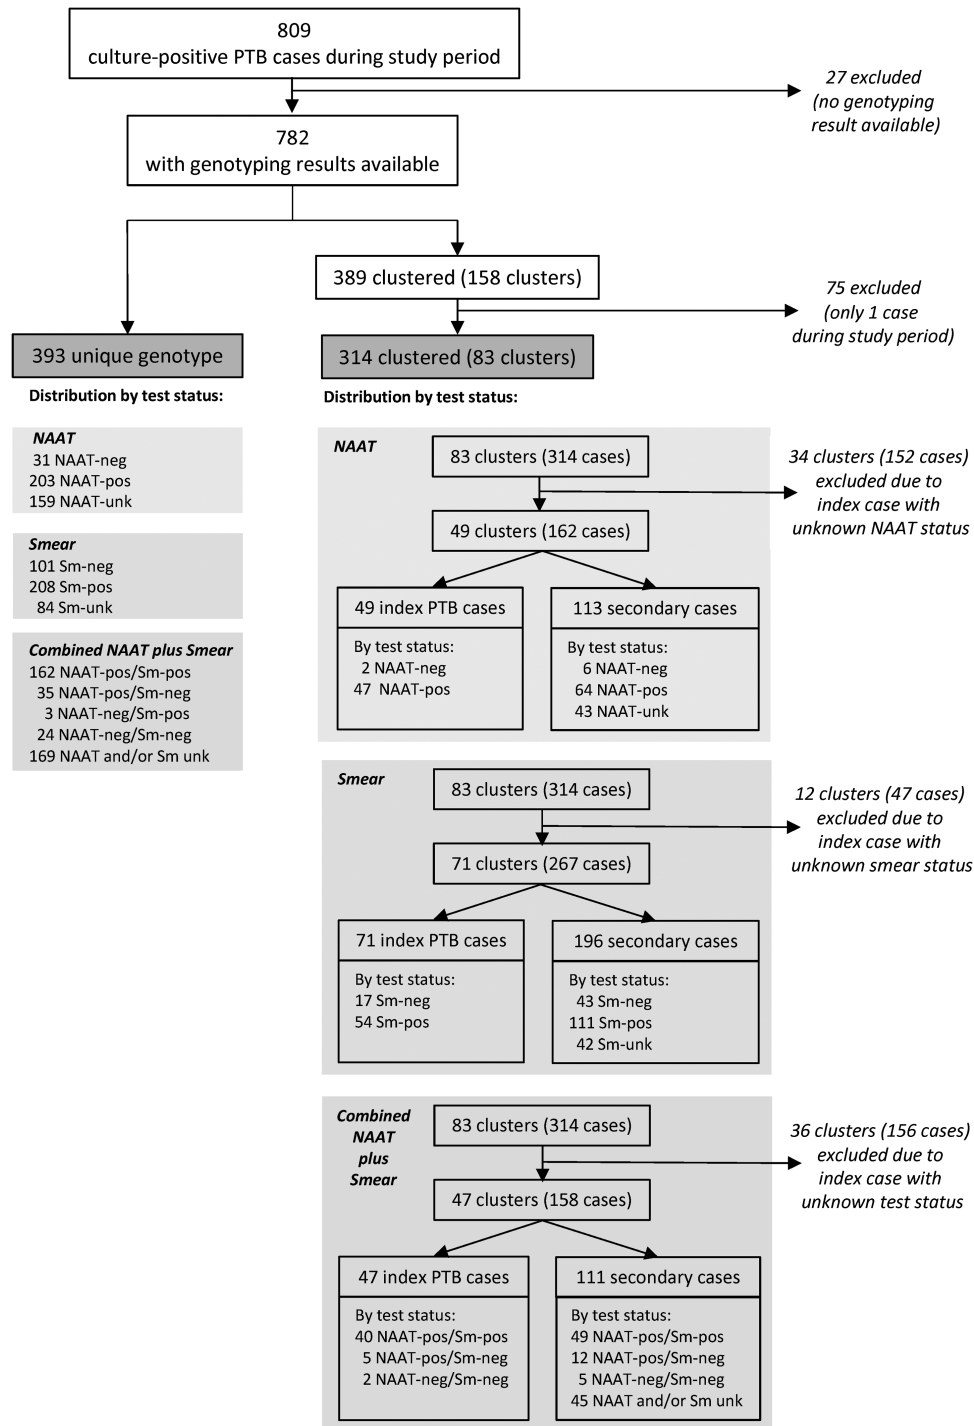 809
culture-positive PTB cases during study period
27 excluded
(no genotyping
result available)
782
with genotyping results available
389 clustered (158 clusters)
75 excluded
(only 1 case
during study period)
393 unique genotype
314 clustered (83 clusters)
Distribution by test status:
NAAT
31 NAAT-neg
203 NAAT-pos
159 NAAT-unk
Smear
101 Sm-neg
208 Sm-pos
84 Sm-unk
Combined NAAT plus Smear
162 NAAT-pos/Sm-pos
35 NAAT-pos/Sm-neg
3 NAAT-neg/Sm-pos
24 NAAT-neg/Sm-neg
169 NAAT and/or Sm unk
Distribution by test status:
NAAT
83 clusters (314 cases)
34 clusters (152 cases)
excluded due to
index case with
unknown NAAT status
49 clusters (162 cases)
49 index PTB cases
By test status:
2 NAAT-neg
47 NAAT-pos
113 secondary cases
By test status:
6 NAAT-neg
64 NAAT-pos
43 NAAT-unk
Smear
83 clusters (314 cases)
12 clusters (47 cases)
excluded due to
index case with
unknown smear status
71 clusters (267 cases)
71 index PTB cases
By test status:
17 Sm-neg
54 Sm-pos
196 secondary cases
By test status:
43 Sm-neg
111 Sm-pos
42 Sm-unk
Combined
NAAT
plus
Smear
83 clusters (314 cases)
36 clusters (156 cases)
excluded due to
index case with
unknown test status
47 clusters (158 cases)
47 index PTB cases
By test status:
40 NAAT-pos/Sm-pos
5 NAAT-pos/Sm-neg
2 NAAT-neg/Sm-neg
111 secondary cases
By test status:
49 NAAT-pos/Sm-pos
12 NAAT-pos/Sm-neg
5 NAAT-neg/Sm-neg
45 NAAT and/or Sm unk